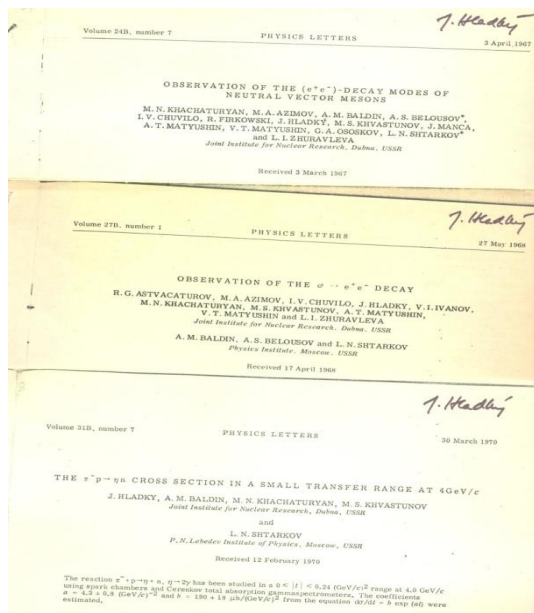 J. Hladký
Volume 24B, number 7
PHYSICS LETTERS
3 April 1967
OBSERVATION OF THE (e⁺e⁻)-DECAY MODES OF
NEUTRAL VECTOR MESONS
M. N. KHACHATURYAN, M. A. AZIMOV, A. M. BALDIN, A. S. BELOUSOV*,
I. V. CHUVILO, R. FIRKOWSKI, J. HLADKÝ, M. S. KHVASTUNOV, J. MANCA,
A. T. MATYUSHIN, V. T. MATYUSHIN, G. A. OSOSKOV, L. N. SHTARKOV*
and L. I. ZHURAVLEVA
Joint Institute for Nuclear Research, Dubna, USSR
Received 3 March 1967
J. Hladký
Volume 27B, number 1
PHYSICS LETTERS
27 May 1968
OBSERVATION OF THE → e⁺e⁻ DECAY
R. G. ASTVACATUROV, M. A. AZIMOV, I. V. CHUVILO, J. HLADKY, V. I. IVANOV,
M. N. KHACHATURYAN, M. S. KHVASTUNOV, A. T. MATYUSHIN,
V. T. MATYUSHIN and L. I. ZHURAVLEVA
Joint Institute for Nuclear Research, Dubna, USSR
A. M. BALDIN, A. S. BELOUSOV and L. N. SHTARKOV
Physics Institute, Moscow, USSR
Received 17 April 1968
J. Hladký
Volume 31B, number 7
PHYSICS LETTERS
30 March 1970
THE π⁻p → ηn CROSS SECTION IN A SMALL TRANSFER RANGE AT 4GeV/c
J. HLADKY, A. M. BALDIN, M. N. KHACHATURYAN, M. S. KHVASTUNOV
Joint Institute for Nuclear Research, Dubna, USSR
and
L. N. SHTARKOV
P. N. Lebedev Institute of Physics, Moscow, USSR
Received 12 February 1970
The reaction π⁻ + p → η + n, η → 2γ has been studied in a 0 < |t| < 0.24 (GeV/c)² range at 4.0 GeV/c
using spark chambers and Cerenkov total absorption gammaspectrometers. The coefficients
a = 4.3 ± 0.8 (GeV/c)⁻² and b = 190 ± 18 μb/(GeV/c)² from the equation dσ/dt = b exp (at) were
estimated.